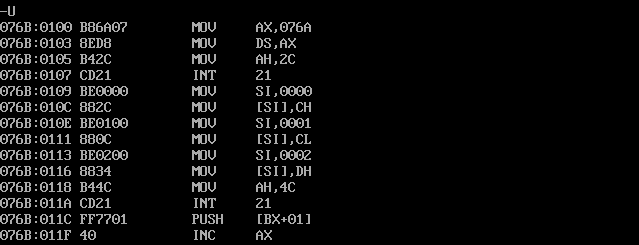 -U
076B:0100 B86A07 MOV AX,076A
076B:0103 8ED8 MOV DS,AX
076B:0105 B42C MOV AH,2C
076B:0107 CD21 INT 21
076B:0109 BE0000 MOV SI,0000
076B:010C 882C MOV [SI],CH
076B:010E BE0100 MOV SI,0001
076B:0111 880C MOV [SI],CL
076B:0113 BE0200 MOV SI,0002
076B:0116 8834 MOV [SI],DH
076B:0118 B44C MOV AH,4C
076B:011A CD21 INT 21
076B:011C FF7701 PUSH [BX+01]
076B:011F 40 INC AX